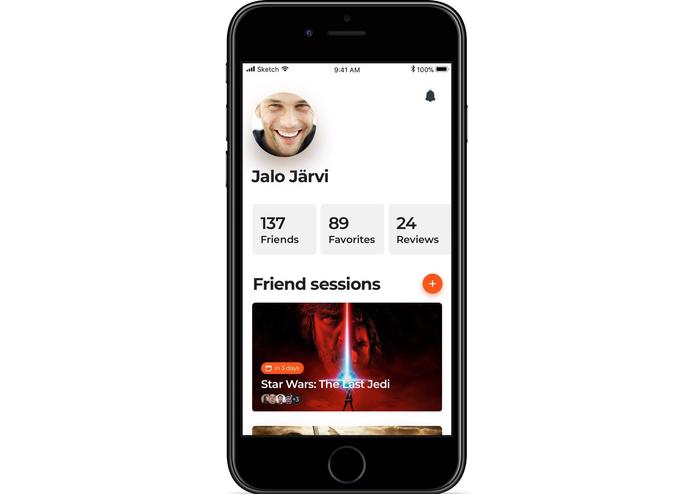 Sketch 9:41 AM 100%
Jalo Järvi
137 89 24
Friends Favorites Reviews
Friend sessions +
in 3 days
Star Wars: The Last Jedi
+3